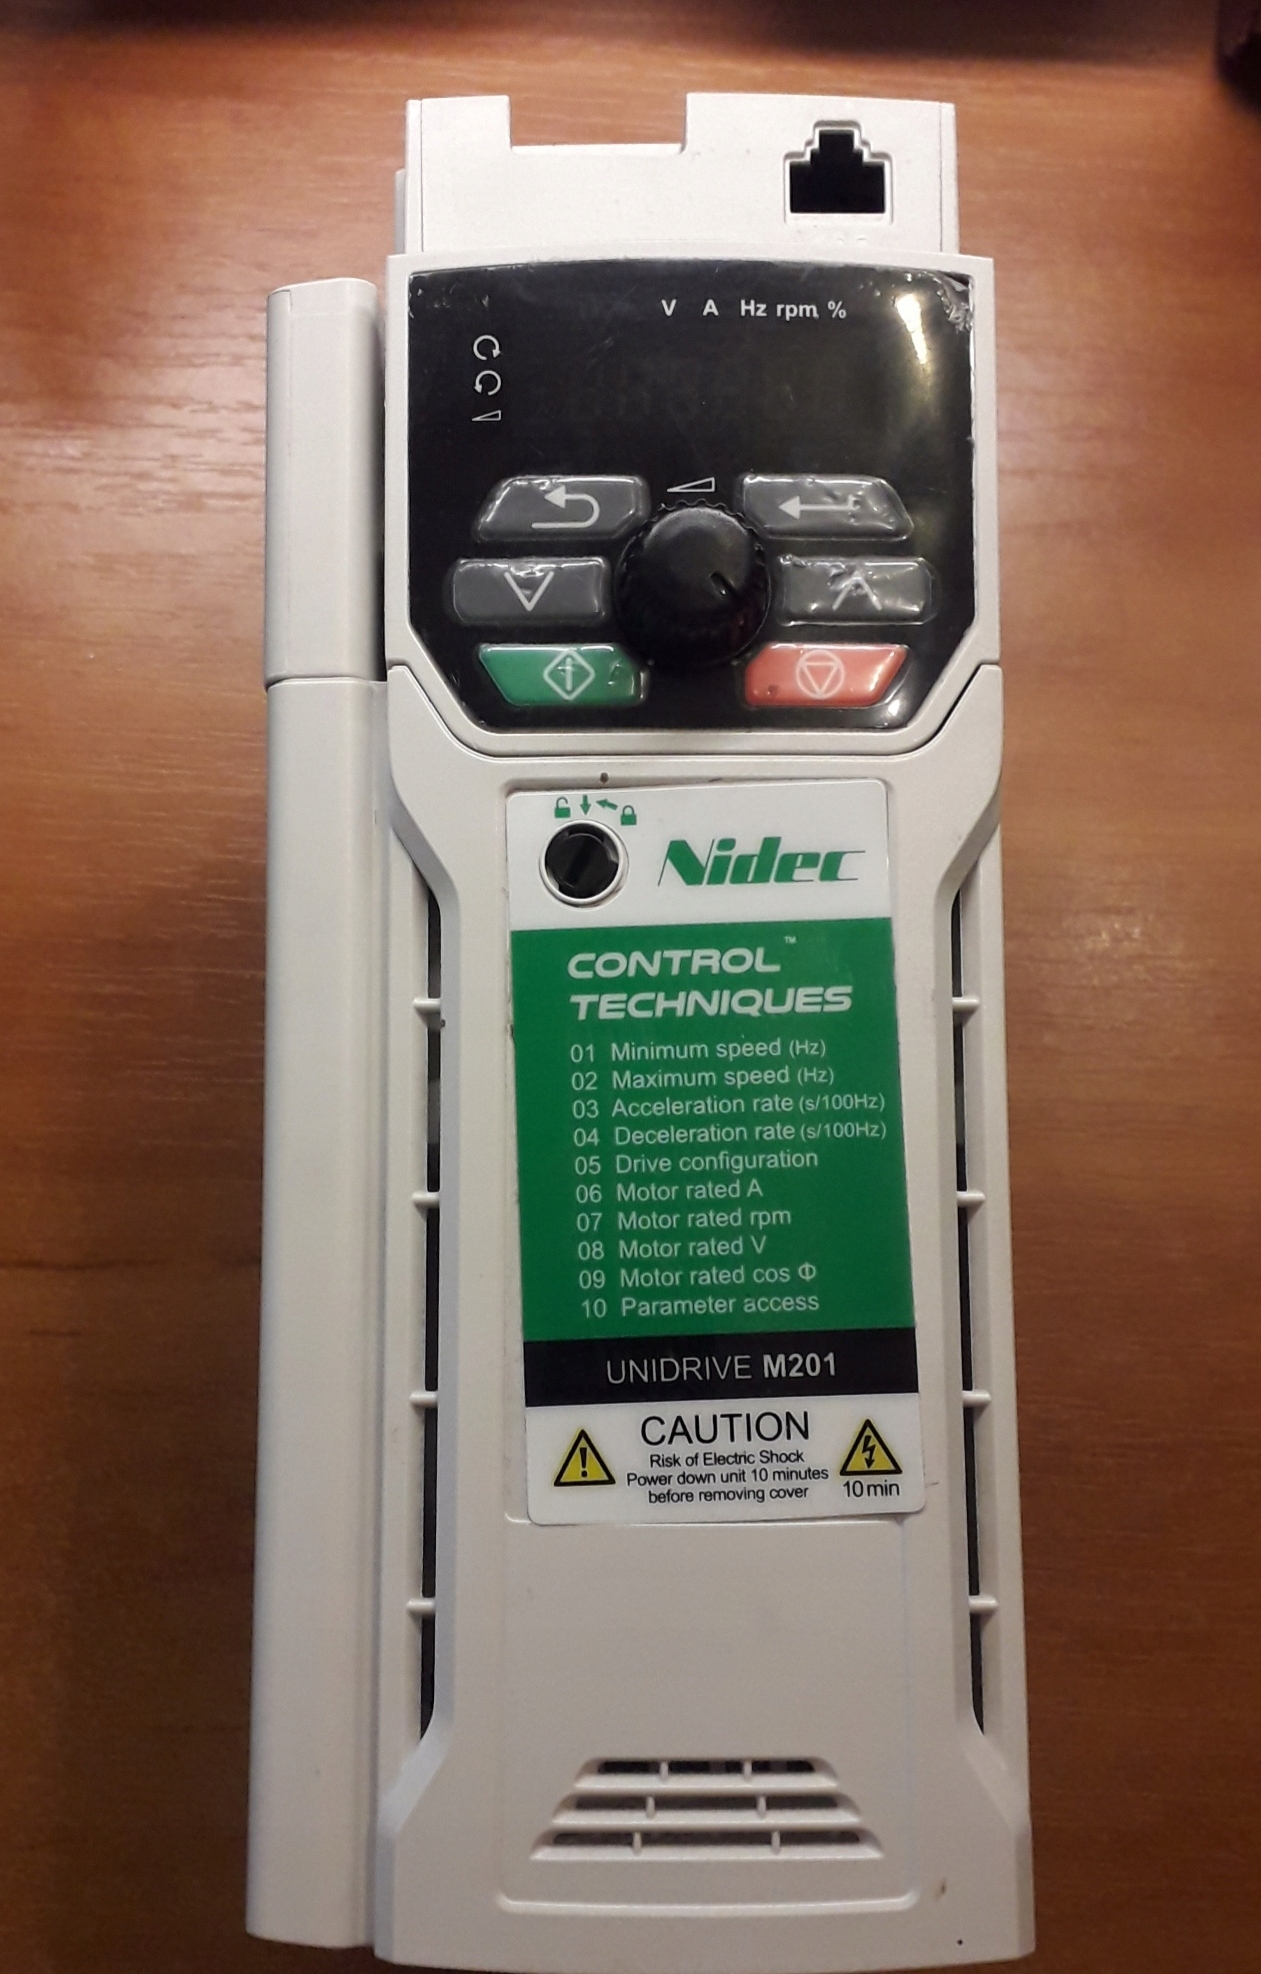 V A Hz rpm %
Nidec
CONTROL™
TECHNIQUES
01 Minimum speed (Hz)
02 Maximum speed (Hz)
03 Acceleration rate (s/100Hz)
04 Deceleration rate (s/100Hz)
05 Drive configuration
06 Motor rated A
07 Motor rated rpm
08 Motor rated V
09 Motor rated cos Φ
10 Parameter access
UNIDRIVE M201
CAUTION
Risk of Electric Shock
Power down unit 10 minutes
before removing cover
10min